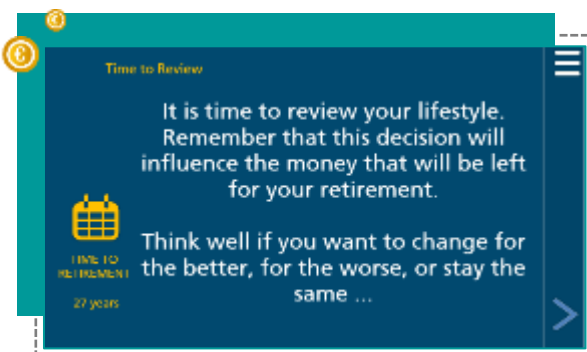 Time to Review
It is time to review your lifestyle.
Remember that this decision will
influence the money that will be left
for your retirement.
Think well if you want to change for
the better, for the worse, or stay the
same ...
TIME TO
RETIREMENT
27 years